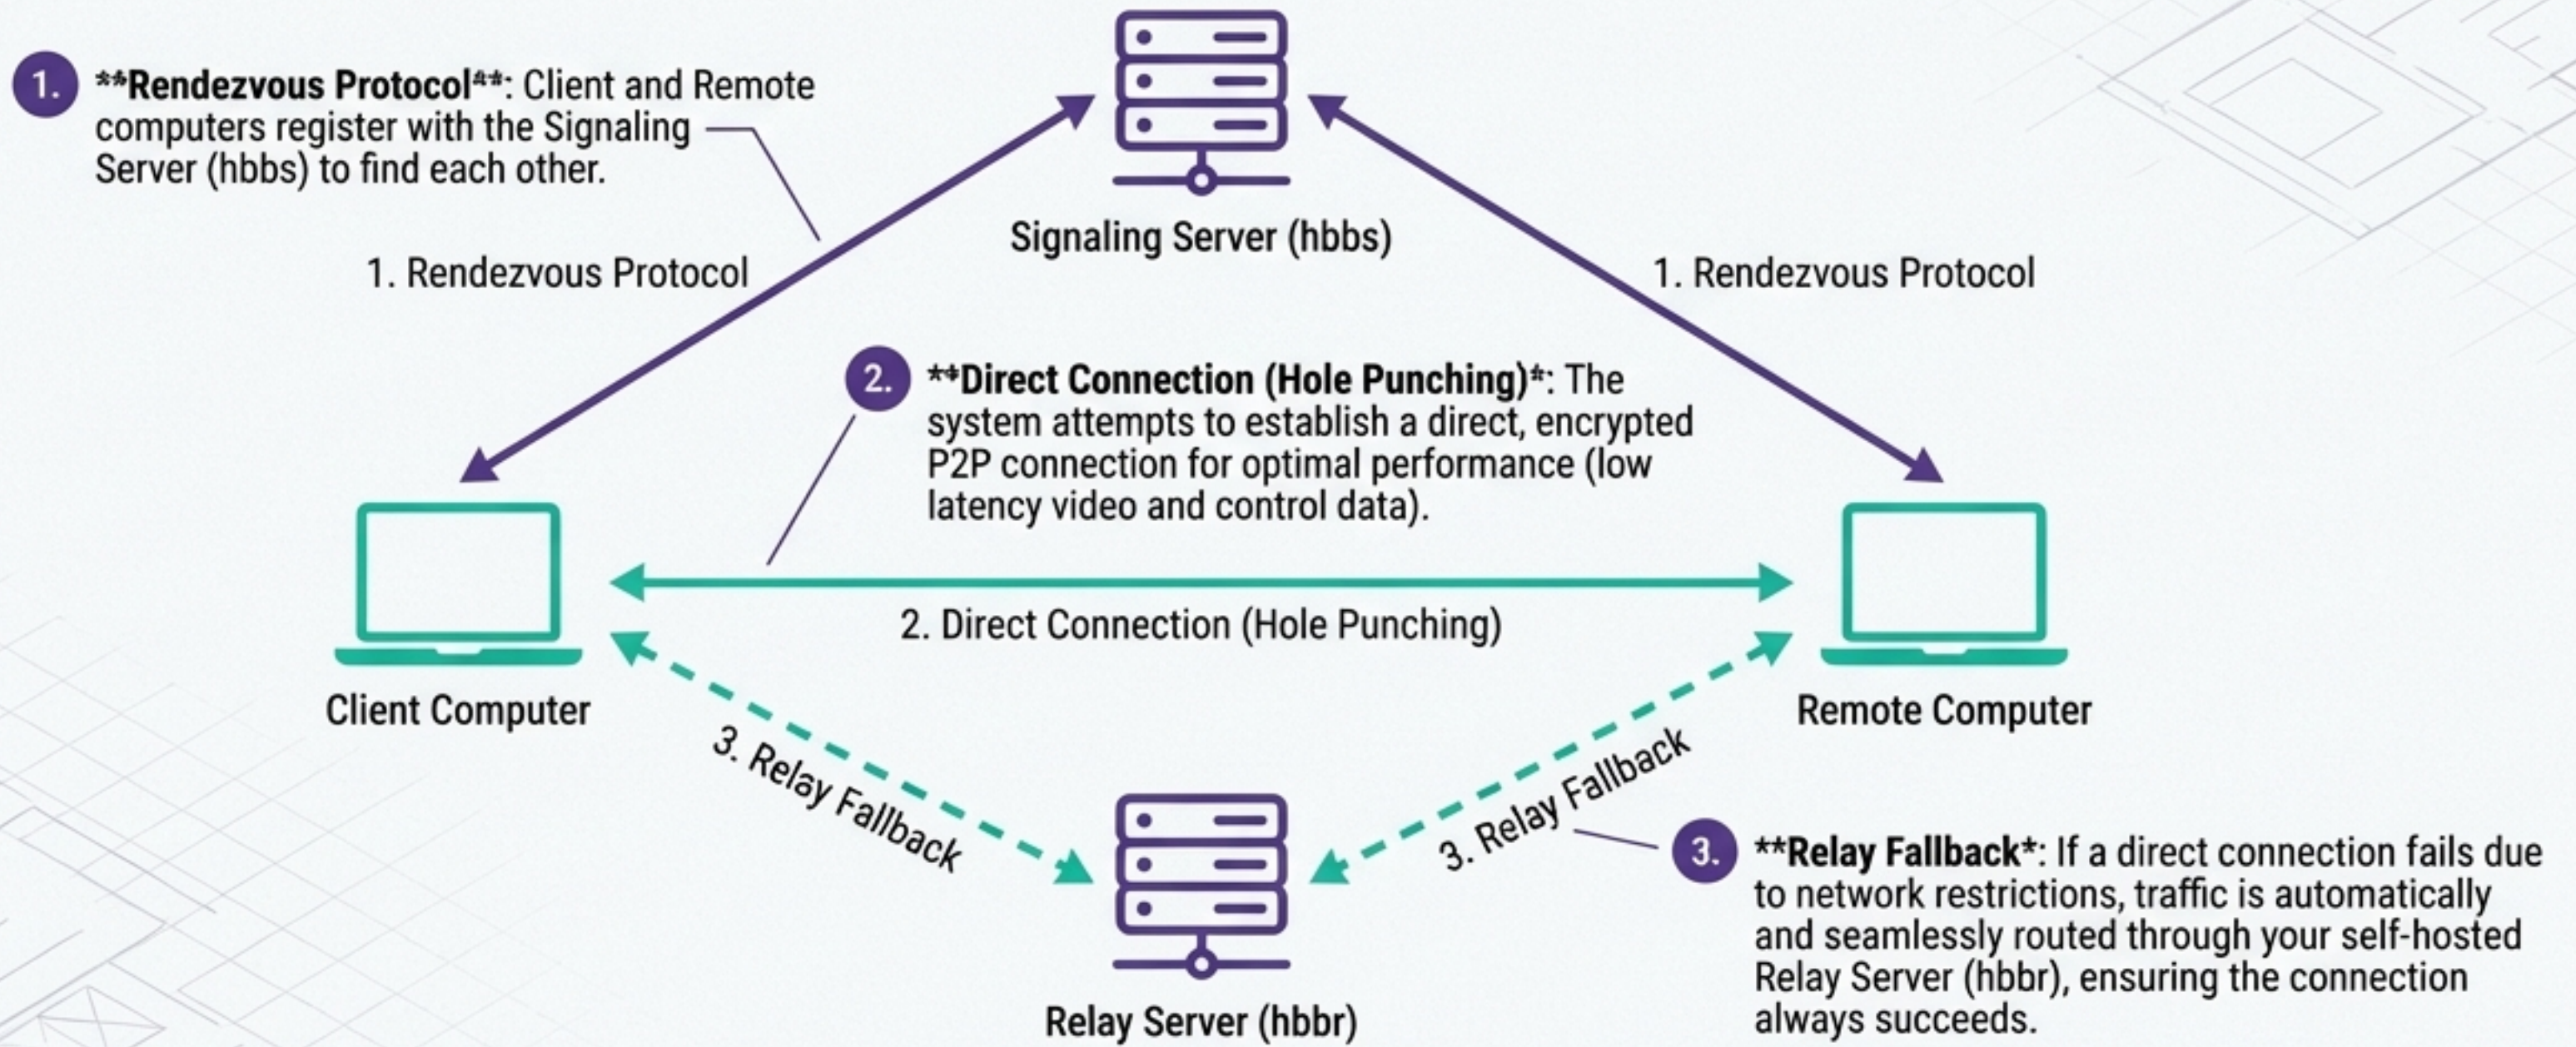 1. **Rendezvous Protocol**: Client and Remote
computers register with the Signaling
Server (hbbs) to find each other.
Signaling Server (hbbs)
1. Rendezvous Protocol
1. Rendezvous Protocol
2. **Direct Connection (Hole Punching)*: The
system attempts to establish a direct, encrypted
P2P connection for optimal performance (low
latency video and control data).
2. Direct Connection (Hole Punching)
Client Computer
Remote Computer
3. Relay Fallback
3. Relay Fallback
3. **Relay Fallback*: If a direct connection fails due
to network restrictions, traffic is automatically
and seamlessly routed through your self-hosted
Relay Server (hbbr), ensuring the connection
always succeeds.
Relay Server (hbbr)